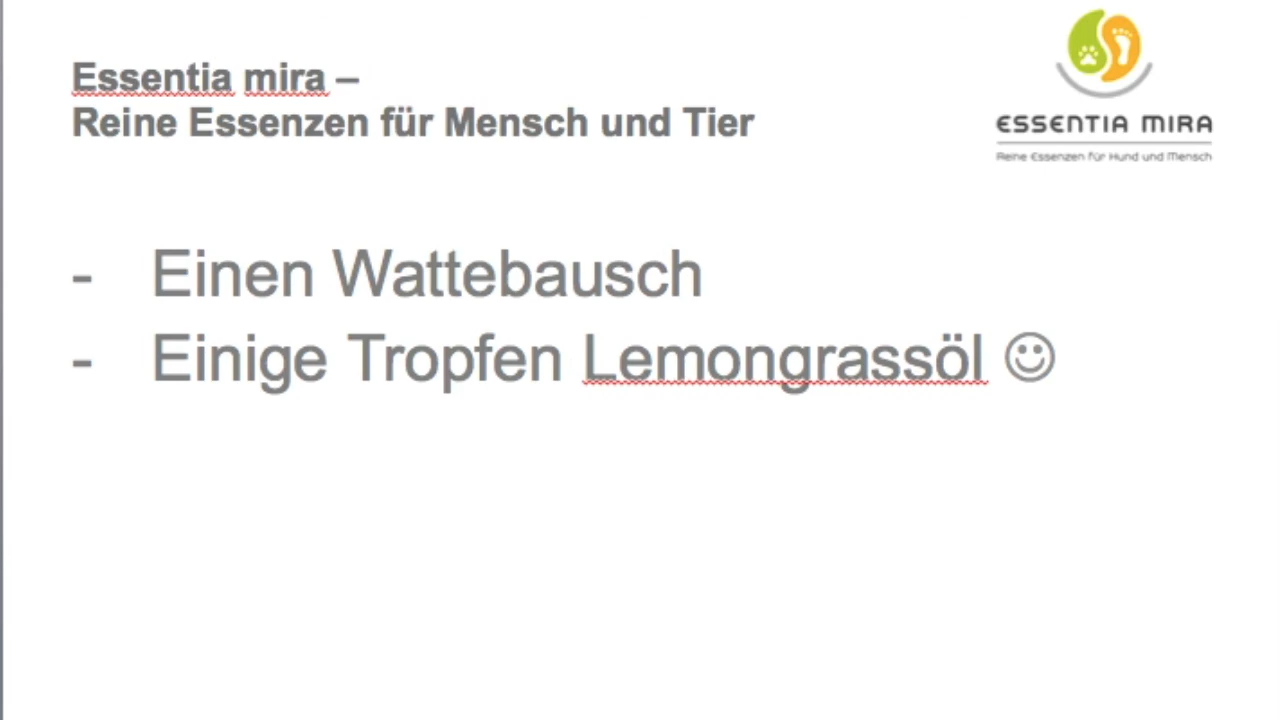 Essentia mira –
Reine Essenzen für Mensch und Tier
ESSENTIA MIRA
Reine Essenzen für Hund und Mensch
- Einen Wattebausch
- Einige Tropfen Lemongrassöl ☺